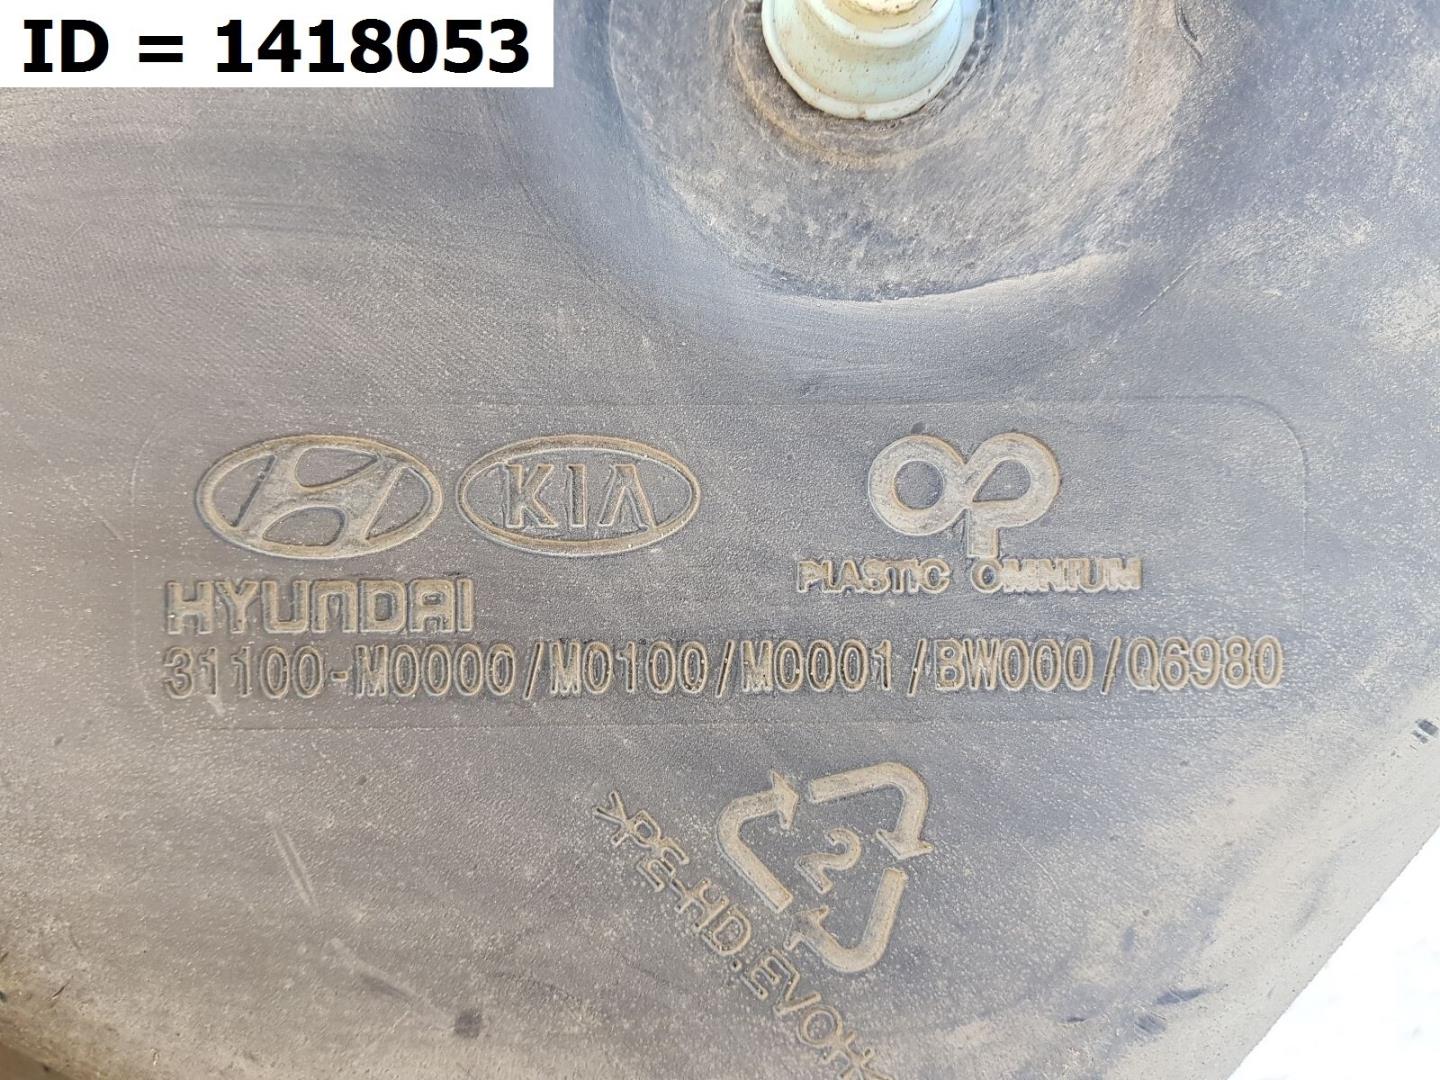 ID = 1418053
KIA
HYUNDAI
PLASTIC OMNIUM
31100-M0000/M0100/M0001/BW000/Q6980
2
>PE-HD.EVOH